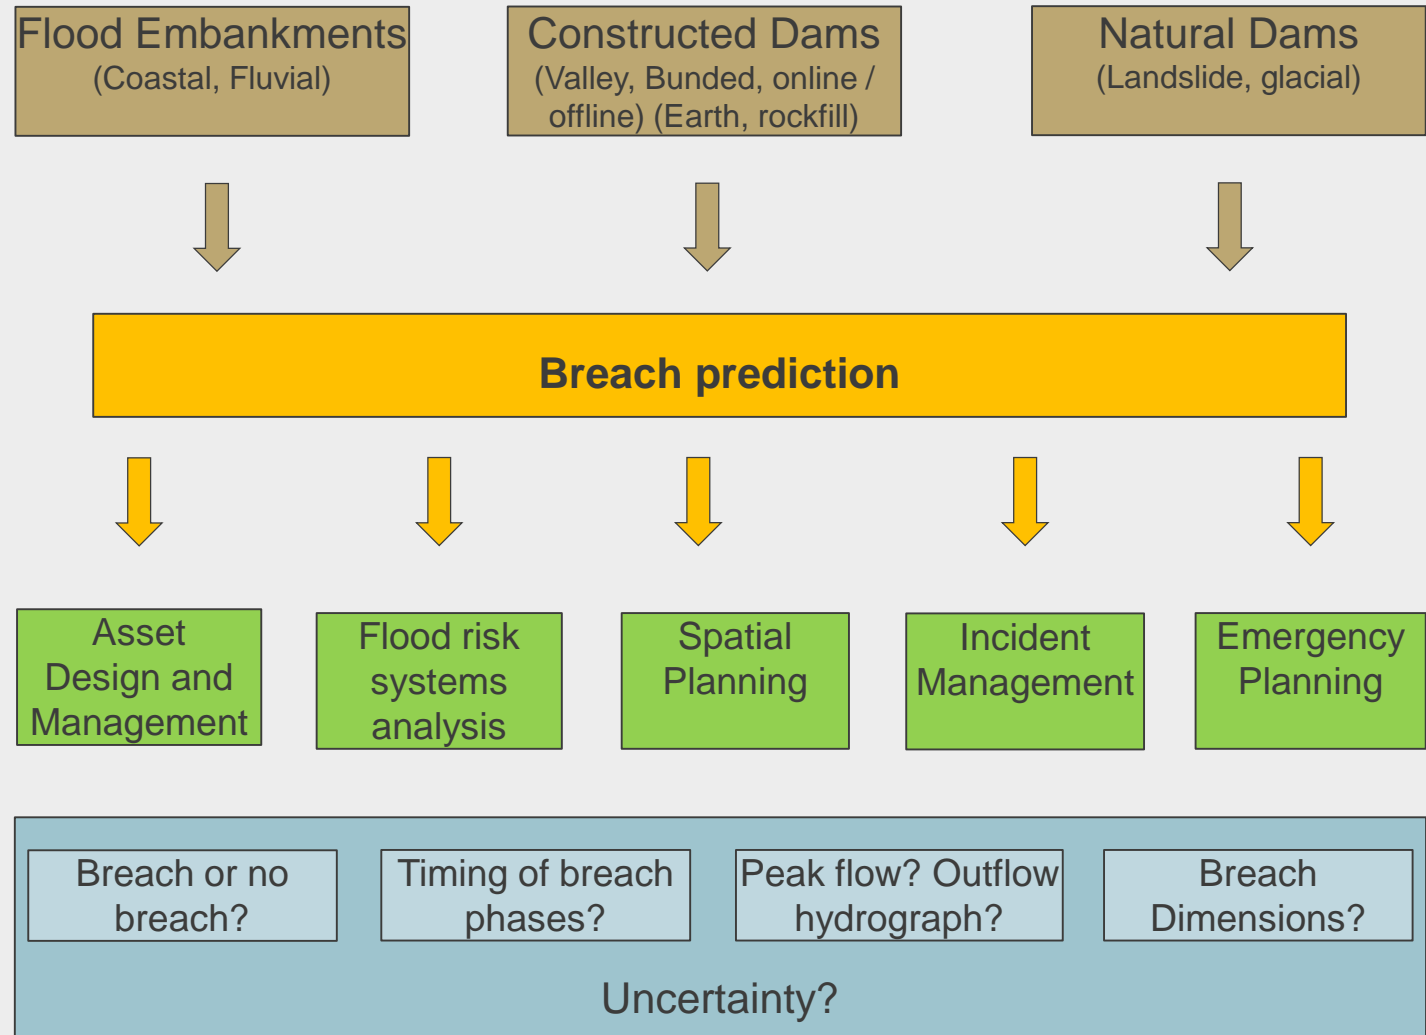 Flood Embankments
(Coastal, Fluvial)
Constructed Dams
(Valley, Bunded, online /
offline) (Earth, rockfill)
Natural Dams
(Landslide, glacial)
Breach prediction
Asset
Design and
Management
Flood risk
systems
analysis
Spatial
Planning
Incident
Management
Emergency
Planning
Breach or no
breach?
Timing of breach
phases?
Peak flow? Outflow
hydrograph?
Breach
Dimensions?
Uncertainty?